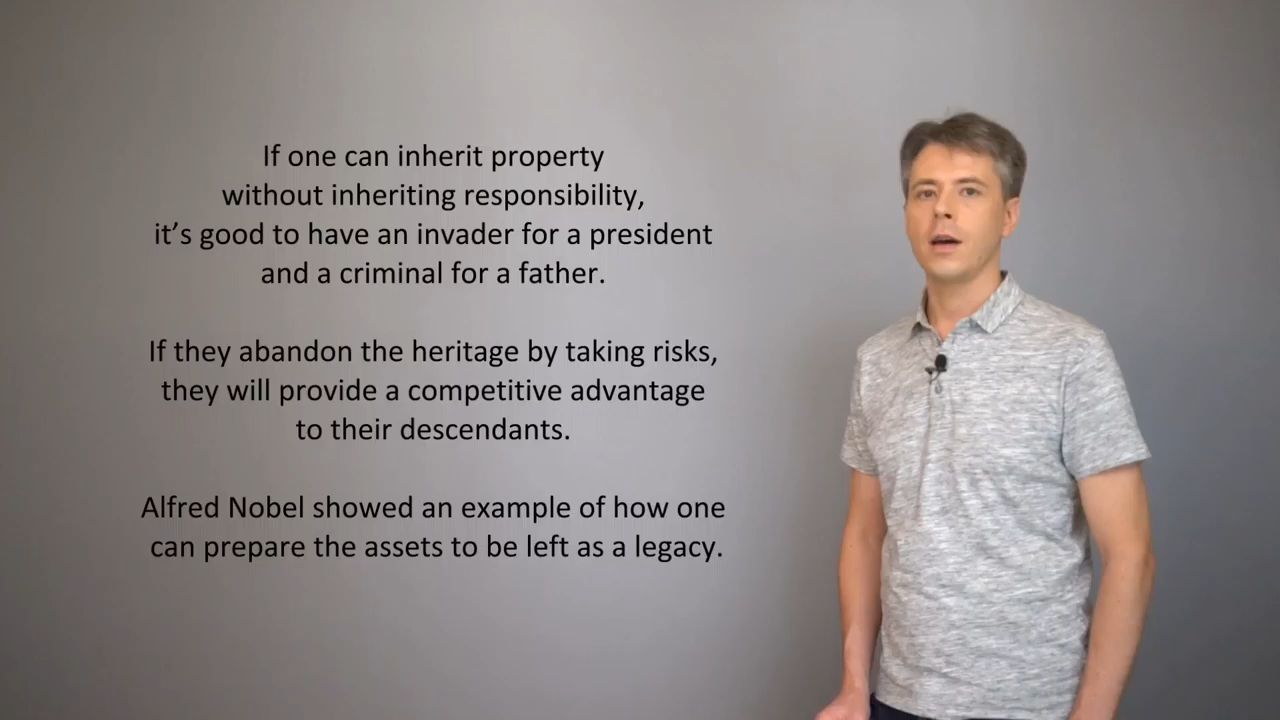 If one can inherit property
without inheriting responsibility,
it’s good to have an invader for a president
and a criminal for a father.
If they abandon the heritage by taking risks,
they will provide a competitive advantage
to their descendants.
Alfred Nobel showed an example of how one
can prepare the assets to be left as a legacy.